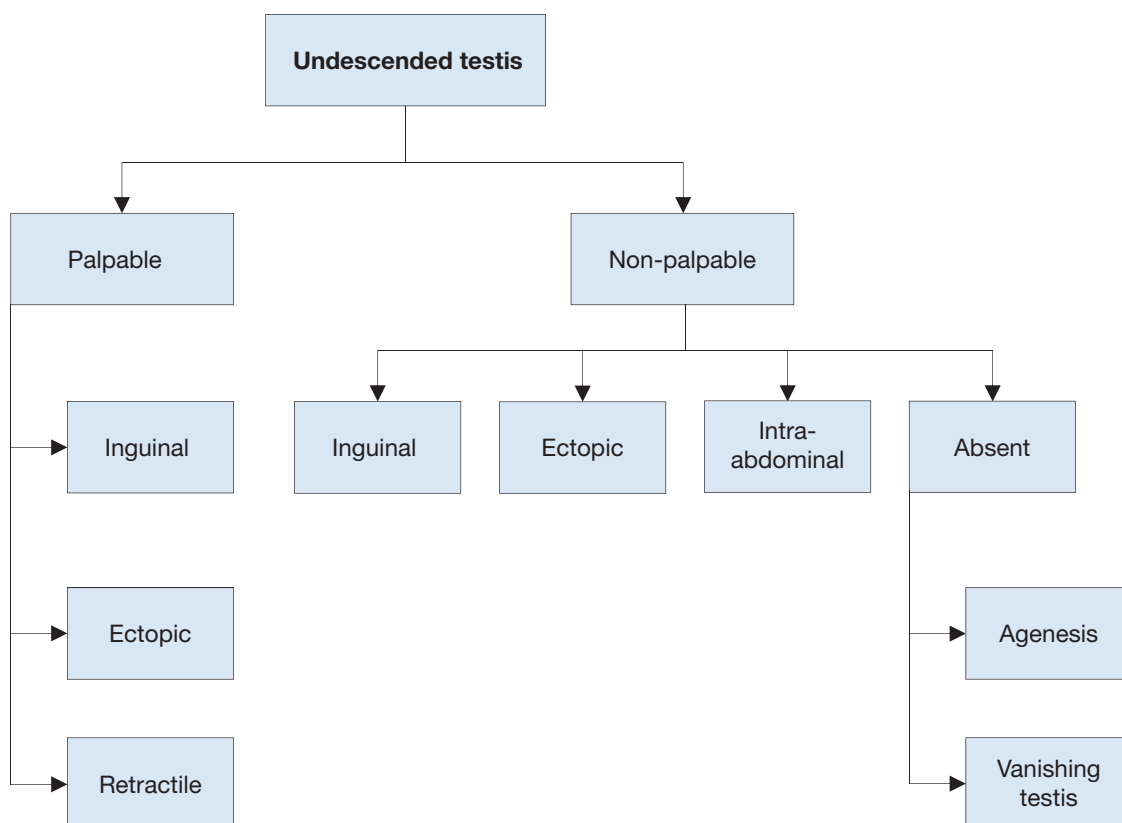 Undescended testis
Palpable
Non-palpable
Inguinal
Inguinal
Ectopic
Intra-
abdominal
Absent
Ectopic
Agenesis
Retractile
Vanishing
testis